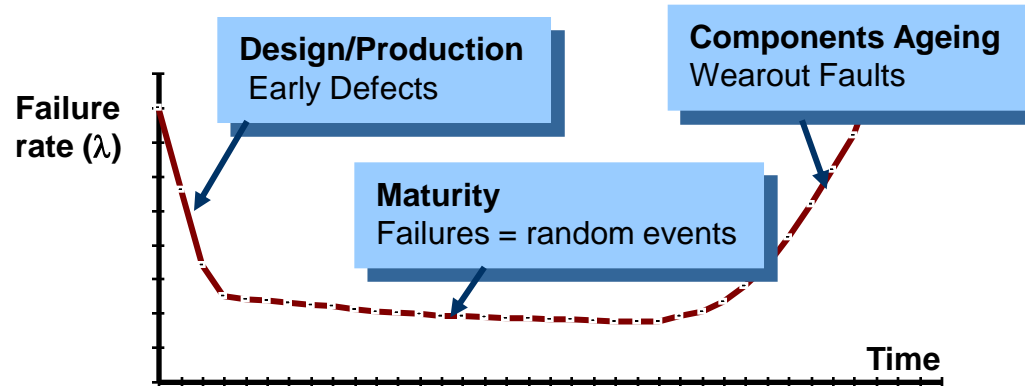 Design/Production
Early Defects
Components Ageing
Wearout Faults
Failure
rate (λ)
Maturity
Failures = random events
Time